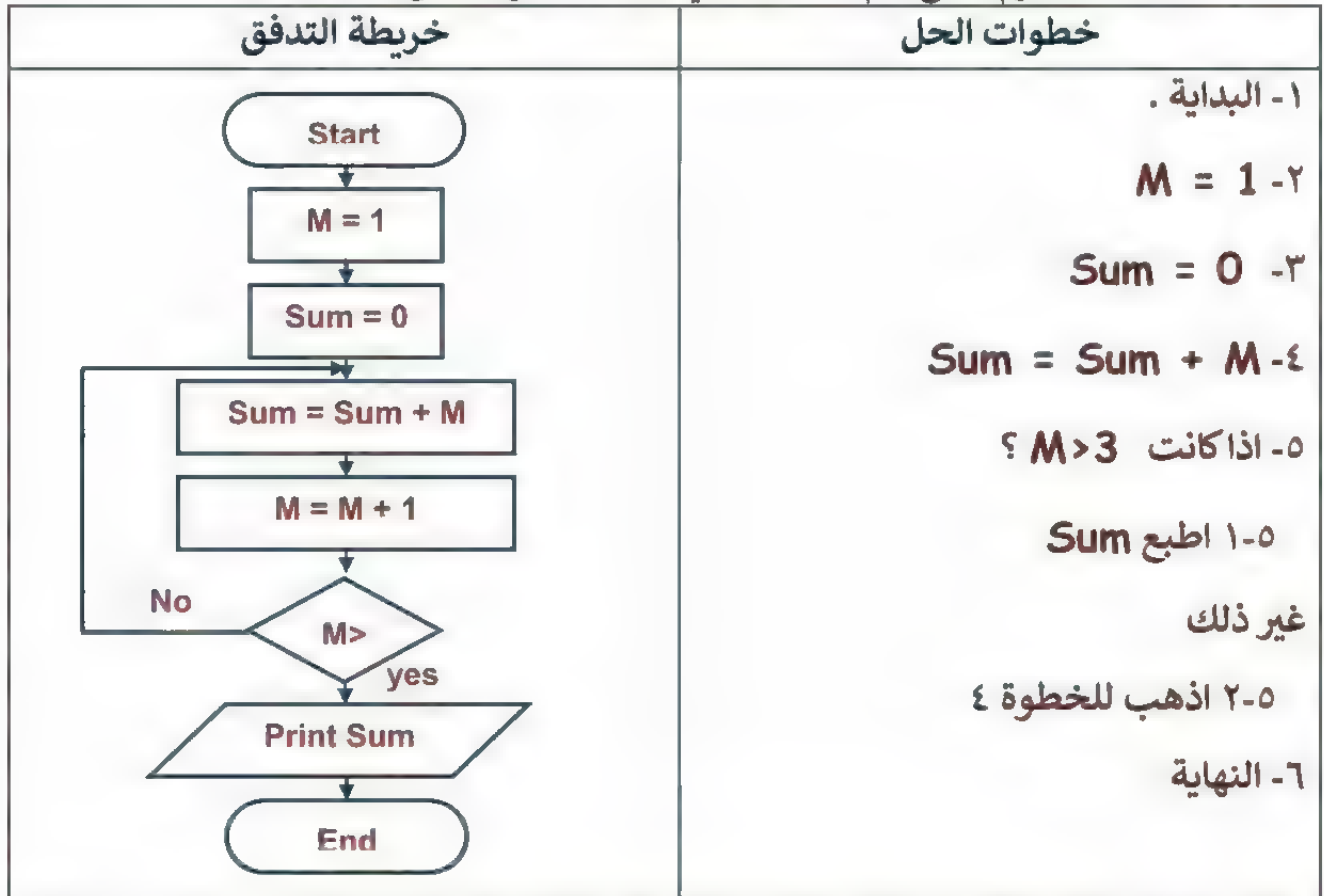 خطوات الحل
١- البداية .
٢- M = 1
٣- Sum = 0
٤- Sum = Sum + M
٥- اذا كانت M>3 ؟
٥-١ اطبع Sum
غير ذلك
٥-٢ اذهب للخطوة ٤
٦- النهاية
خريطة التدفق
Start
M = 1
Sum = 0
Sum = Sum + M
M = M + 1
No
M>
yes
Print Sum
End